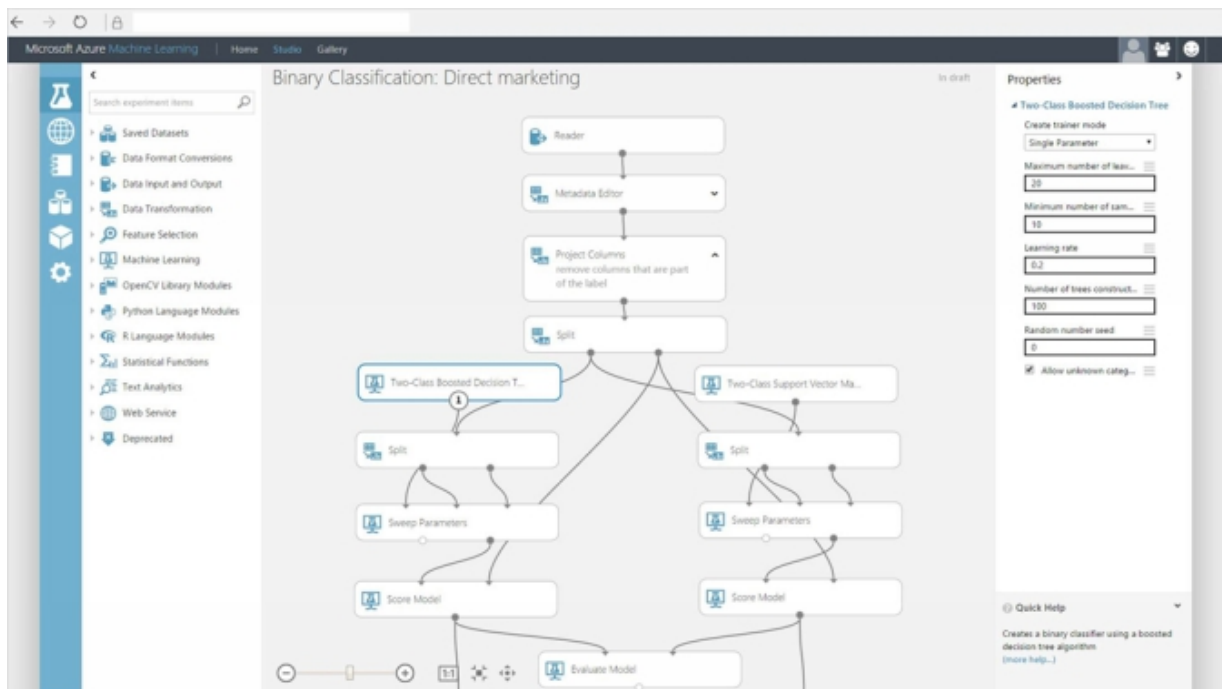 Microsoft Azure Machine Learning | Home Studio Gallery
Search experiment items
Saved Datasets
Data Format Conversions
Data Input and Output
Data Transformation
Feature Selection
Machine Learning
OpenCV Library Modules
Python Language Modules
R Language Modules
Statistical Functions
Text Analytics
Web Service
Deprecated
Binary Classification: Direct marketing
In draft
Reader
Metadata Editor
Project Columns
remove columns that are part
of the label
Split
Two-Class Boosted Decision T...
Two-Class Support Vector Ma...
1
Split
Split
Sweep Parameters
Sweep Parameters
Score Model
Score Model
Evaluate Model
1:1
Properties
Two-Class Boosted Decision Tree
Create trainer mode
Single Parameter
Maximum number of leav...
20
Minimum number of sam...
10
Learning rate
0.2
Number of trees construct...
100
Random number seed
0
Allow unknown categ...
Quick Help
Creates a binary classifier using a boosted
decision tree algorithm
(more help...)